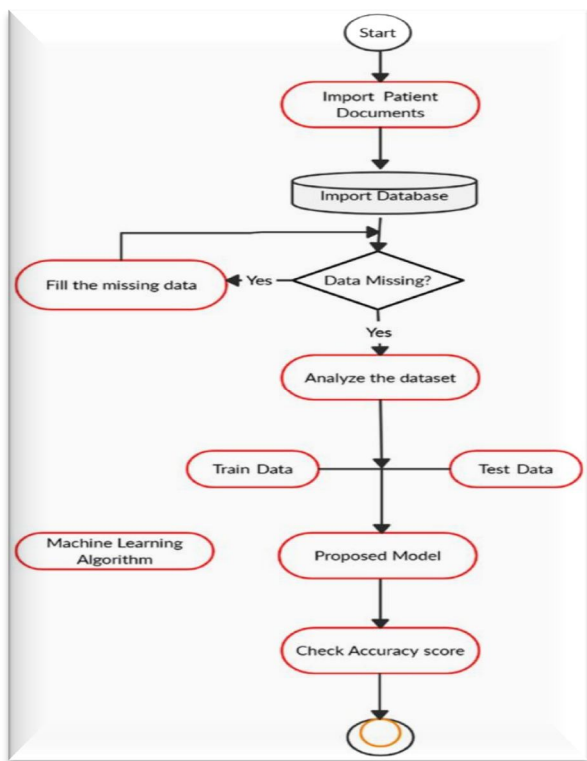 Start
Import Patient
Documents
Import Database
Fill the missing data
Yes
Data Missing?
Yes
Analyze the dataset
Train Data
Test Data
Machine Learning
Algorithm
Proposed Model
Check Accuracy score